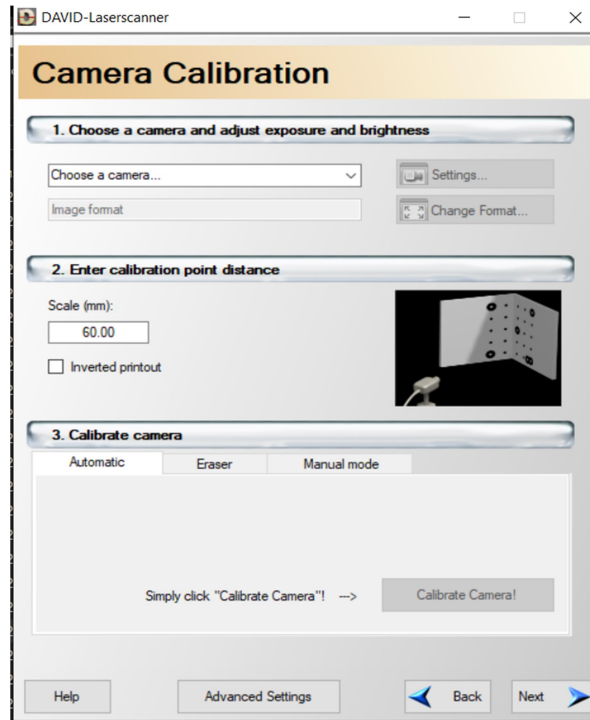 DAVID-Laserscanner
Camera Calibration
1. Choose a camera and adjust exposure and brightness
Choose a camera...
Settings...
Image format
Change Format...
2. Enter calibration point distance
Scale (mm):
60.00
Inverted printout
3. Calibrate camera
Automatic Eraser Manual mode
Simply click "Calibrate Camera"! ---> Calibrate Camera!
Help Advanced Settings Back Next